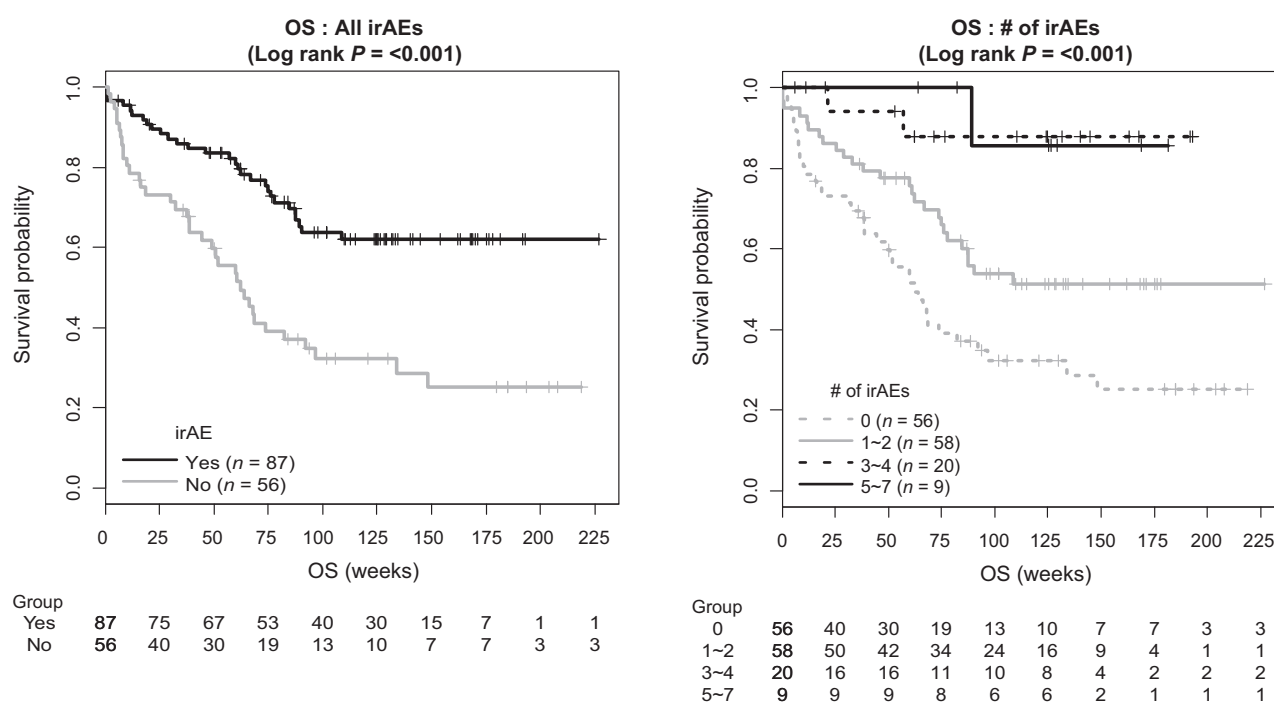 OS : All irAEs
(Log rank P = <0.001)
Survival probability
1.0
0.8
0.6
0.4
0.2
0.0
irAE
Yes (n = 87)
No (n = 56)
0 25 50 75 100 125 150 175 200 225
OS (weeks)
Group
Yes 87 75 67 53 40 30 15 7 1 1
No 56 40 30 19 13 10 7 7 3 3
OS : # of irAEs
(Log rank P = <0.001)
Survival probability
1.0
0.8
0.6
0.4
0.2
0.0
# of irAEs
0 (n = 56)
1~2 (n = 58)
3~4 (n = 20)
5~7 (n = 9)
0 25 50 75 100 125 150 175 200 225
OS (weeks)
Group
0 56 40 30 19 13 10 7 7 3 3
1~2 58 50 42 34 24 16 9 4 1 1
3~4 20 16 16 11 10 8 4 2 2 2
5~7 9 9 9 8 6 6 2 1 1 1